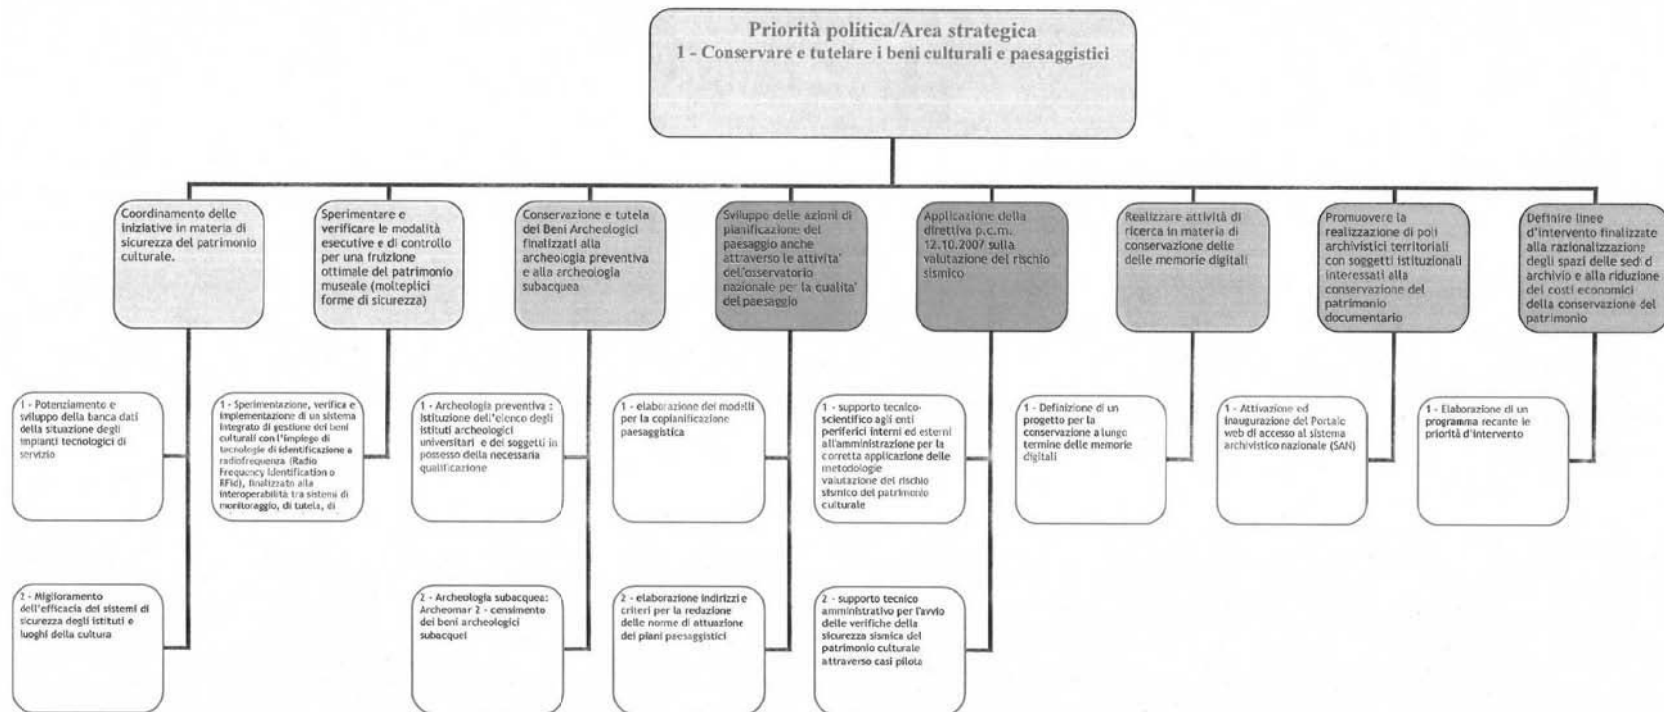 Priorità politica/Area strategica
1 - Conservare e tutelare i beni culturali e paesaggistici
Coordinamento delle
iniziative in materia di
sicurezza del patrimonio
culturale.
Sperimentare e
verificare le modalità
esecutive e di controllo
per una fruizione
ottimale del patrimonio
museale (molteplici
forme di sicurezza)
Conservazione e tutela
dei Beni Archeologici
finalizzati alla
archeologia preventiva
e alla archeologia
subacquea
Sviluppo delle azioni di
pianificazione del
paesaggio anche
attraverso le attivita'
dell'osservatorio
nazionale per la qualita'
del paesaggio
Applicazione della
direttiva p.c.m.
12.10.2007 sulla
valutazione del rischio
sismico
Realizzare attività di
ricerca in materia di
conservazione delle
delle memorie digitali
Promuovere la
realizzazione di poli
archivistici territoriali
con soggetti istituzionali
interessati alla
conservazione del
patrimonio
documentario
Definire linee
d'intervento finalizzate
alla razionalizzazione
degli spazi delle sedi d
archivio e alla riduzione
dei costi economici
della conservazione del
patrimonio
1 - Potenziamento e
sviluppo della banca dati
della situazione degli
impianti tecnologici di
servizio
1 - Sperimentazione, verifica e
implementazione di un sistema
integrato di gestione dei beni
culturali con l'impiego di
tecnologie di identificazione a
radiofrequenza (Radio
Frequency Identification o
RFid), finalizzato alla
interoperabilità tra sistemi di
monitoraggio, di tutela, di
1 - Archeologia preventiva :
istituzione dell'elenco degli
istituti archeologici
universitari e dei soggetti in
possesso della necessaria
qualificazione
1 - elaborazione dei modelli
per la copianificazione
paesaggistica
1 - supporto tecnico-
scientifico agli enti
periferici interni ed esterni
all'amministrazione per la
corretta applicazione delle
metodologie
valutazione del rischio
sismico del patrimonio
culturale
1 - Definizione di un
progetto per la
conservazione a lungo
termine delle memorie
digitali
1 - Attivazione ed
inaugurazione del Portale
web di accesso al sistema
archivistico nazionale (SAN)
1 - Elaborazione di un
programma recante le
priorità d'intervento
2 - Miglioramento
dell'efficacia dei sistemi di
sicurezza degli istituti e
luoghi della cultura
2 - Archeologia subacquea:
Archeomar 2 - censimento
dei beni archeologici
subacquei
2 - elaborazione indirizzi e
criteri per la redazione
delle norme di attuazione
dei piani paesaggistici
2 - supporto tecnico
amministrativo per l'avvio
delle verifiche della
sicurezza sismica del
patrimonio culturale
attraverso casi pilota